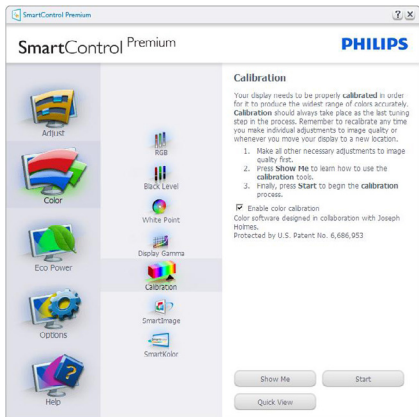 SmartControl Premium
SmartControl Premium
PHILIPS
Adjust
Color
Eco Power
Options
Help
RGB
Black Level
White Point
Display Gamma
Calibration
SmartImage
SmartKolor
Calibration
Your display needs to be properly calibrated in order
for it to produce the widest range of colors accurately.
Calibration should always take place as the last tuning
step in the process. Remember to recalibrate any time
you make individual adjustments to image quality or
whenever you move your display to a new location.
1. Make all other necessary adjustments to image
quality first.
2. Press Show Me to learn how to use the
calibration tools.
3. Finally, press Start to begin the calibration
process.
Enable color calibration
Color software designed in collaboration with Joseph
Holmes.
Protected by U.S. Patent No. 6,686,953
Show Me
Start
Quick View